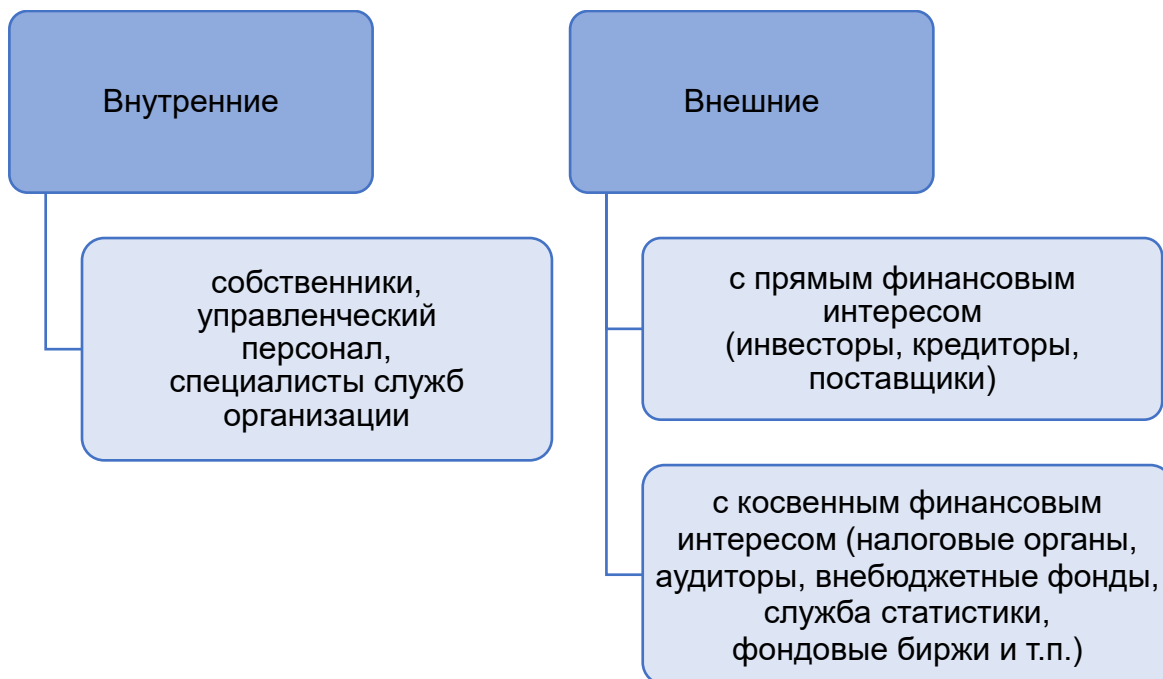 Внутренние
собственники,
управленческий
персонал,
специалисты служб
организации
Внешние
с прямым финансовым
интересом
(инвесторы, кредиторы,
поставщики)
с косвенным финансовым
интересом (налоговые органы,
аудиторы, внебюджетные фонды,
служба статистики,
фондовые биржи и т.п.)